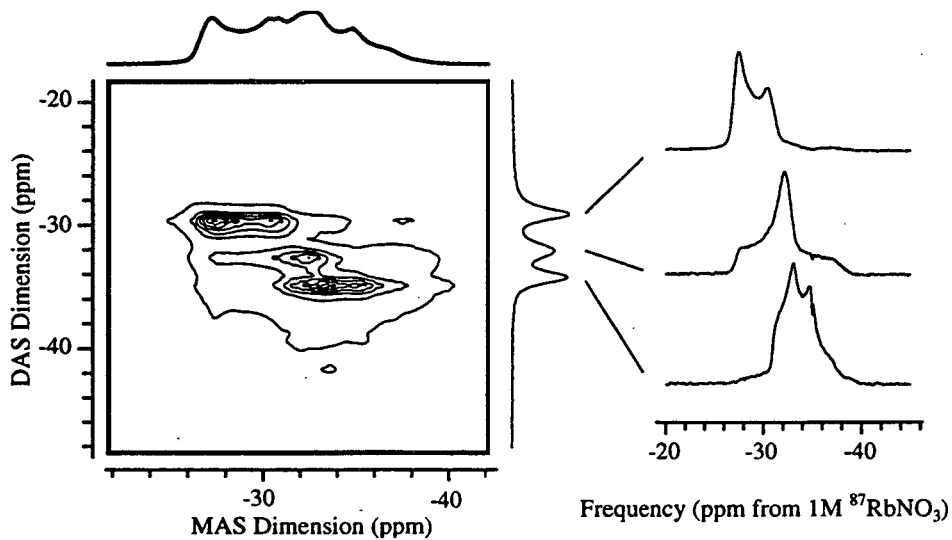 -20
-30
-40
DAS Dimension (ppm)
-30
-40
MAS Dimension (ppm)
-20
-30
-40
Frequency (ppm from 1M ⁸⁷RbNO₃)